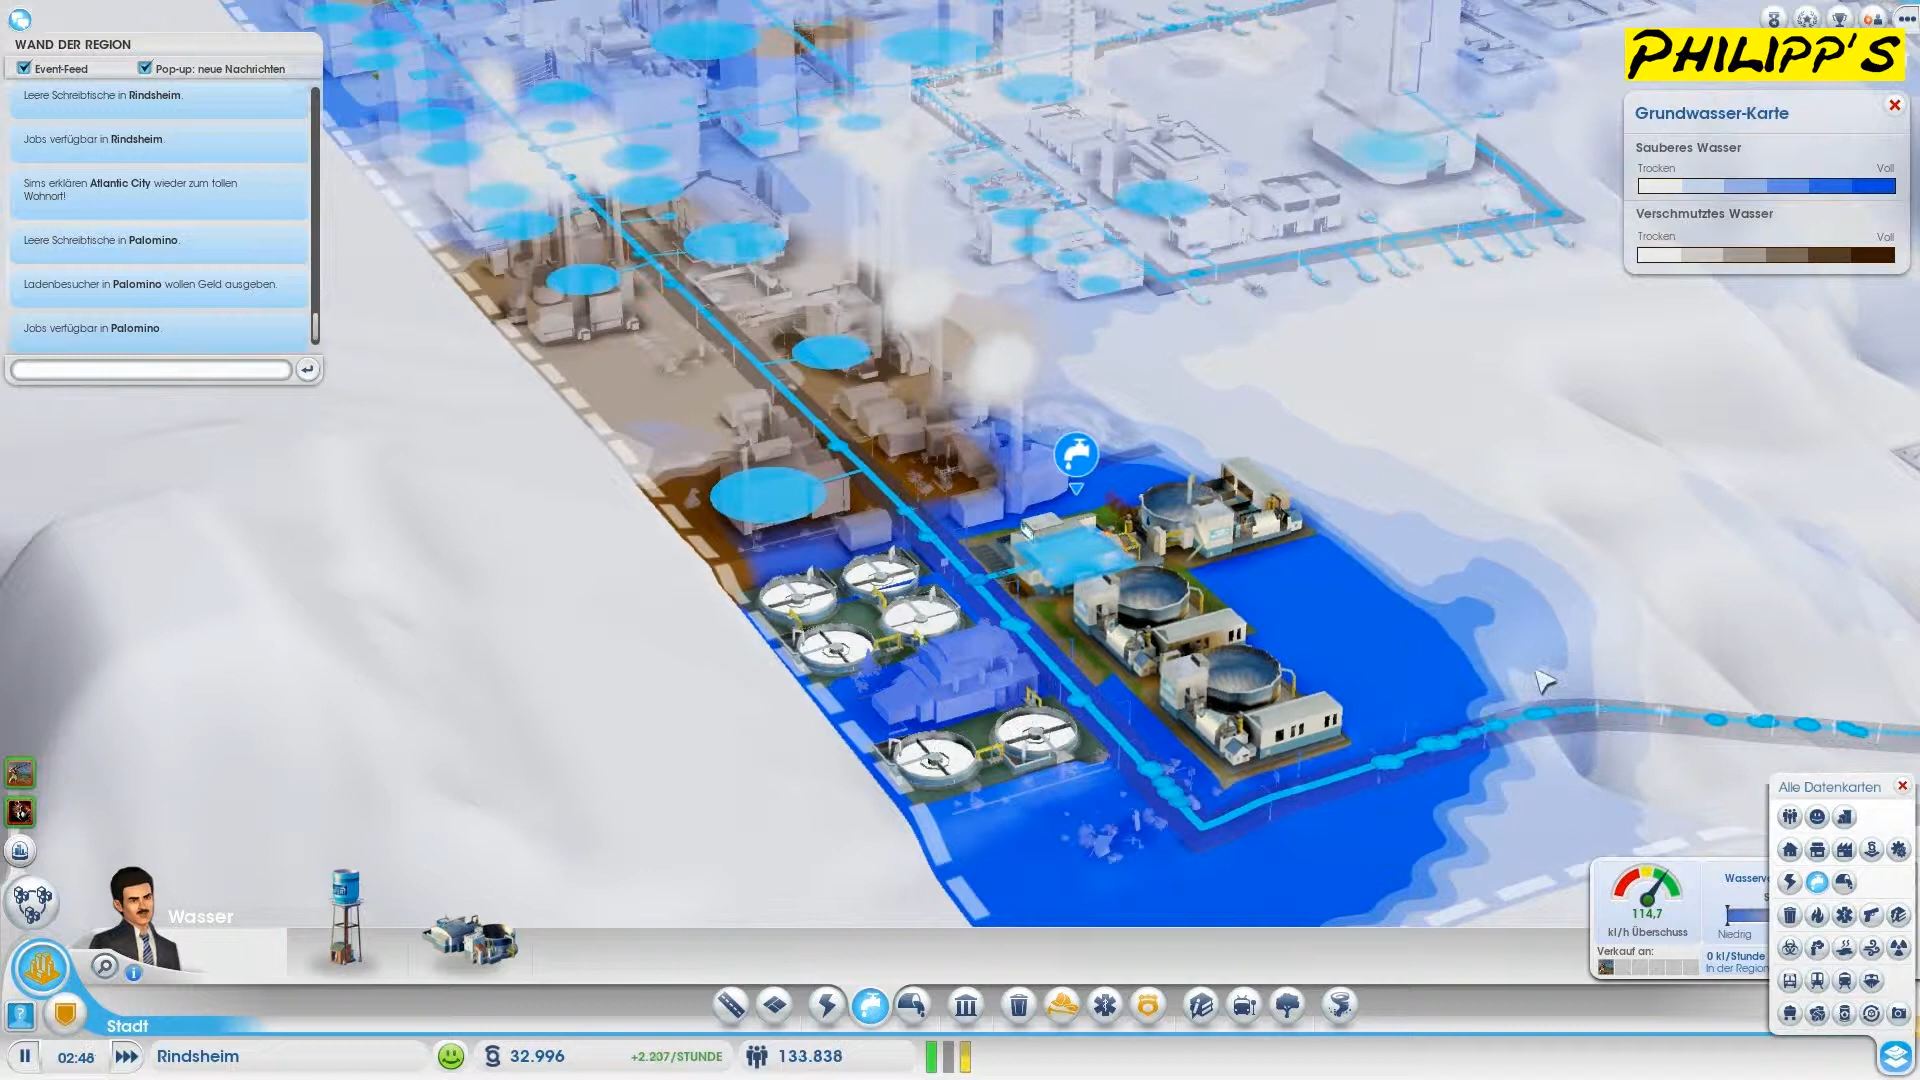 WAND DER REGION
Event-Feed
Pop-up: neue Nachrichten
Leere Schreibtische in Rindsheim.
Jobs verfügbar in Rindsheim.
Sims erklären Atlantic City wieder zum tollen
Wohnort!
Leere Schreibtische in Palomino.
Ladenbesucher in Palomino wollen Geld ausgeben.
Jobs verfügbar in Palomino.
PHILIPP'S
Grundwasser-Karte
Sauberes Wasser
Trocken
Voll
Verschmutztes Wasser
Trocken
Voll
Alle Datenkarten
114,7
kl/h Überschuss
Verkauf an:
Niedrig
0 kl/Stunde
In der Region
Wasser
Stadt
02:48
Rindsheim
32.996
+2.207/STUNDE
133.838